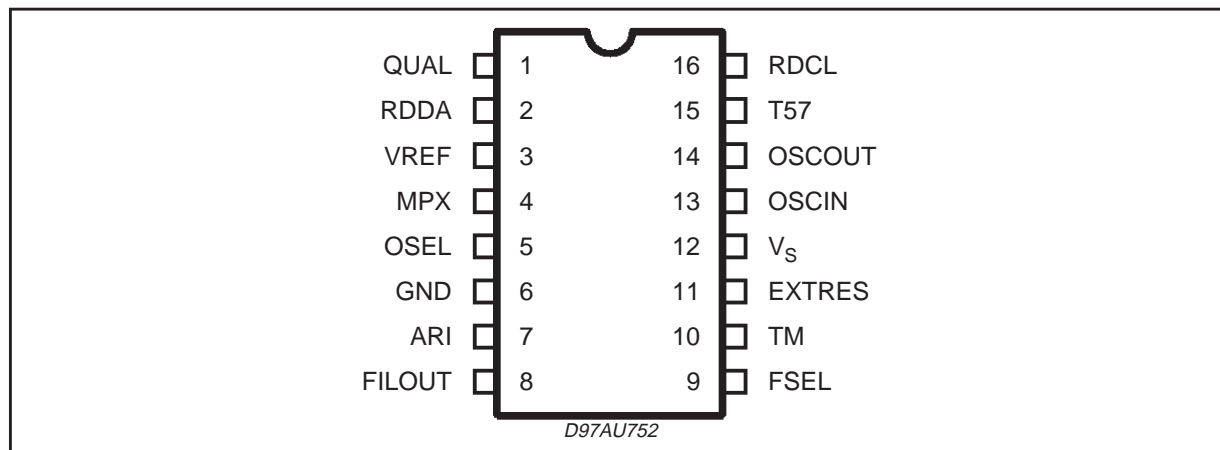 QUAL 1 16 RDCL
RDDA 2 15 T57
VREF 3 14 OSCOUT
MPX 4 13 OSCIN
OSEL 5 12 VS
GND 6 11 EXTRES
ARI 7 10 TM
FILOUT 8 9 FSEL
D97AU752